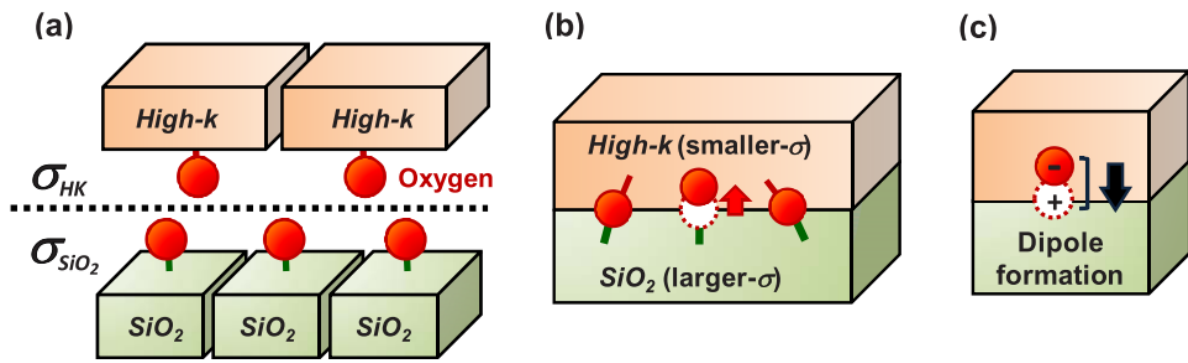 (a)
High-k High-k
σHK
Oxygen
σSiO2
SiO2 SiO2 SiO2
(b)
High-k (smaller-σ)
SiO2 (larger-σ)
(c)
-
+
Dipole
formation